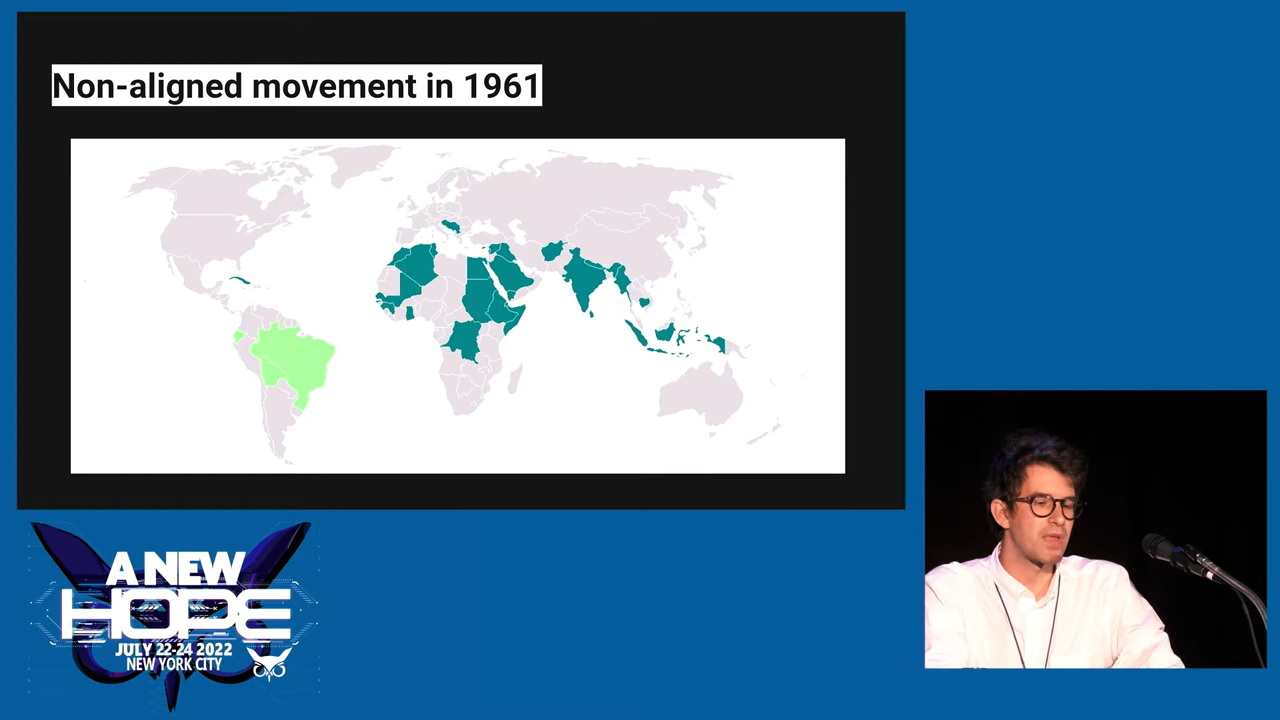 Non-aligned movement in 1961
A NEW
HOPE
JULY 22-24 2022
NEW YORK CITY